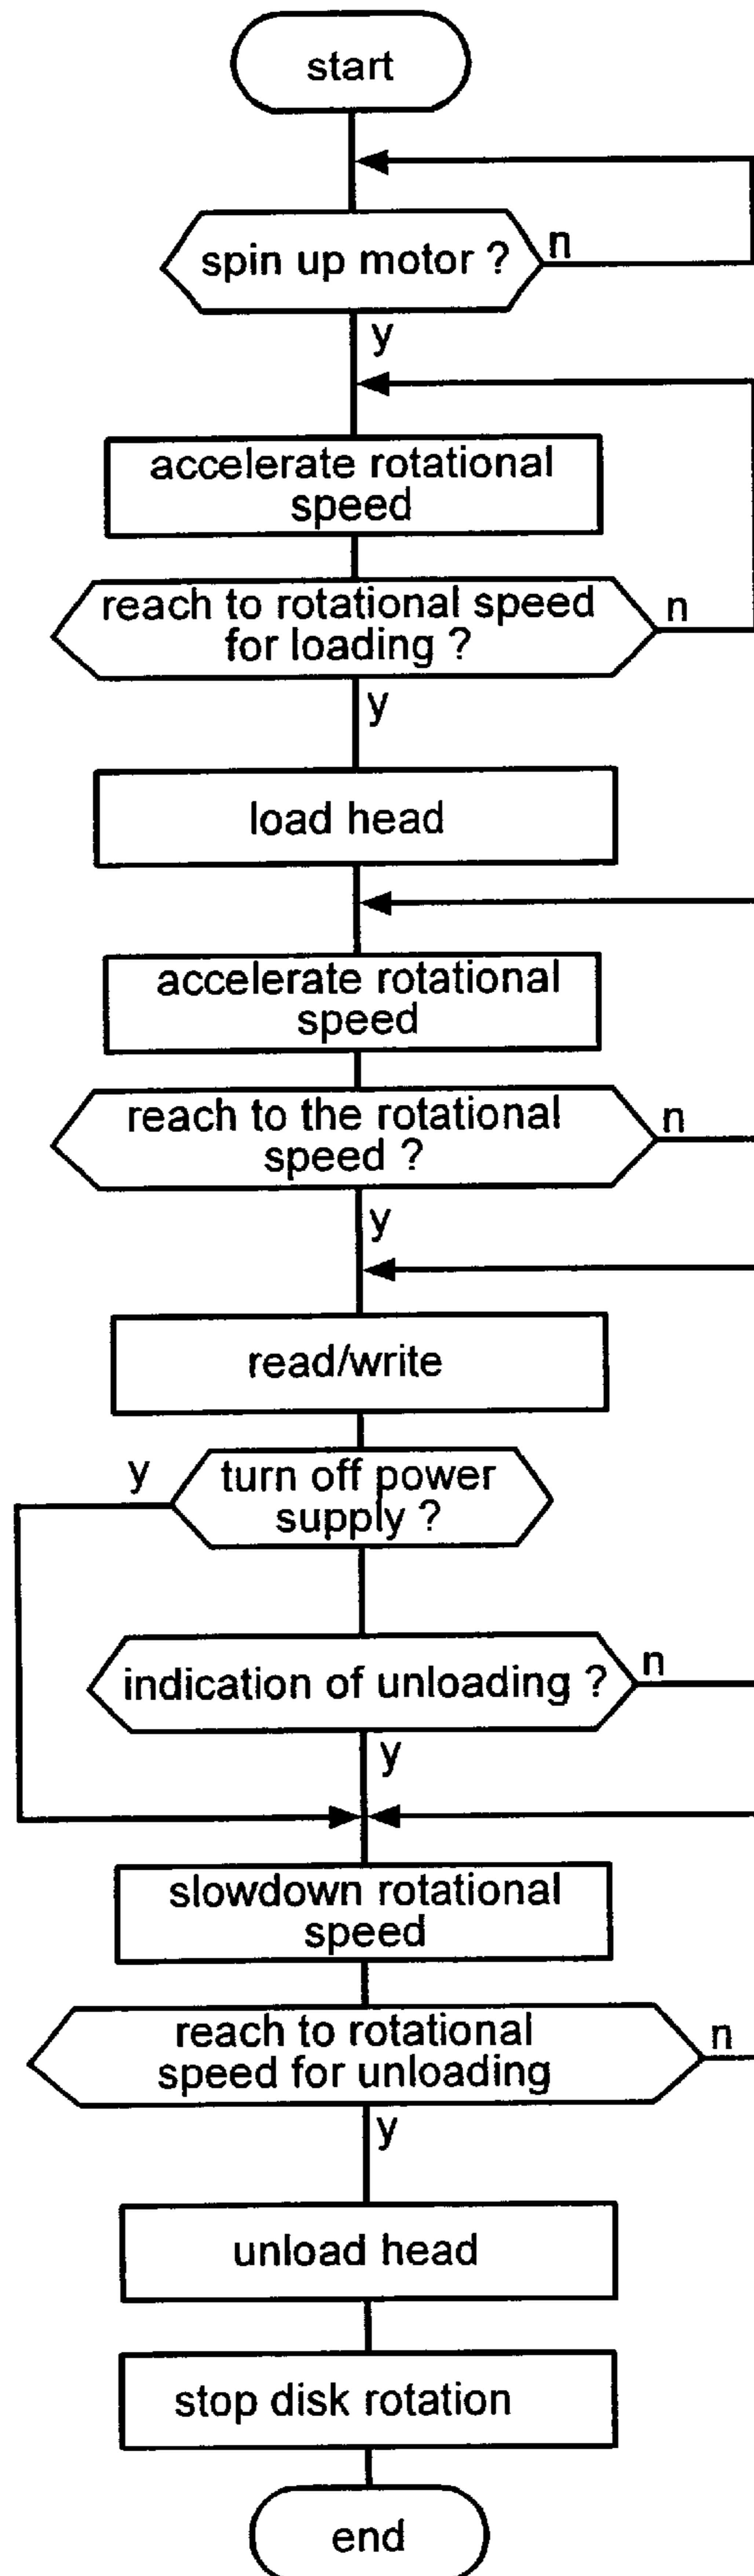 start
spin up motor ?
n
y
accelerate rotational
speed
reach to rotational speed
for loading ?
n
y
load head
accelerate rotational
speed
reach to the rotational
speed ?
n
y
read/write
y
turn off power
supply ?
indication of unloading ?
n
y
slowdown rotational
speed
reach to rotational
speed for unloading
n
y
unload head
stop disk rotation
end